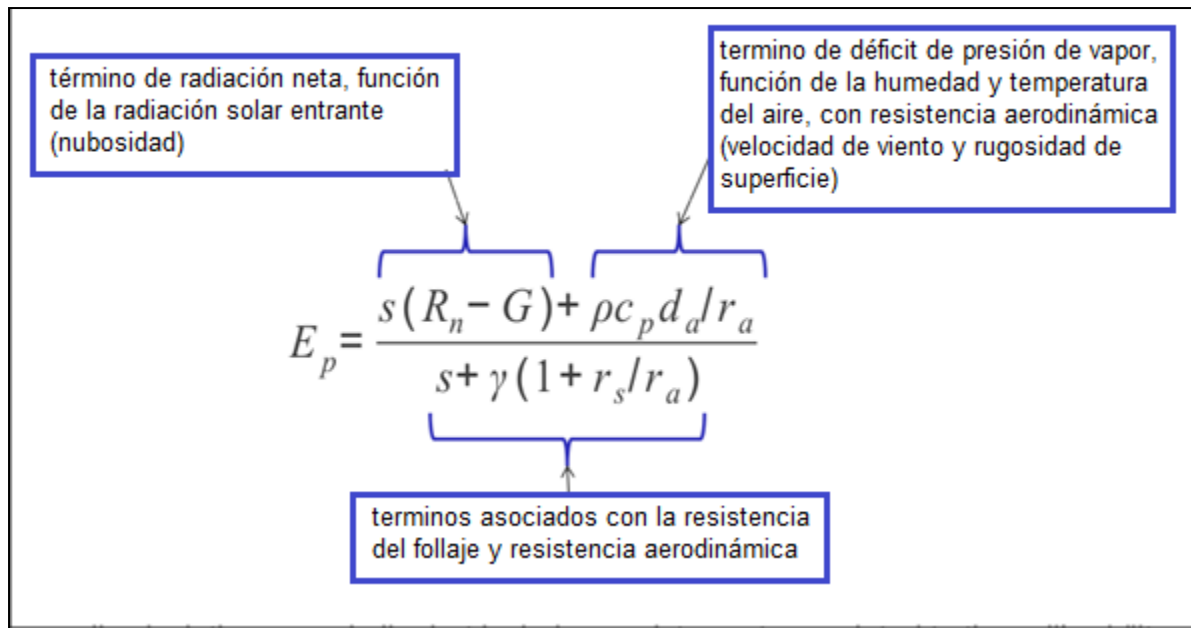 término de radiación neta, función
de la radiación solar entrante
(nubosidad)
termino de déficit de presión de vapor,
función de la humedad y temperatura
del aire, con resistencia aerodinámica
(velocidad de viento y rugosidad de
superficie)
E_p = \frac{s(R_n - G) + ρc_p d_a/r_a}{s + γ(1 + r_s/r_a)}
terminos asociados con la resistencia
del follaje y resistencia aerodinámica